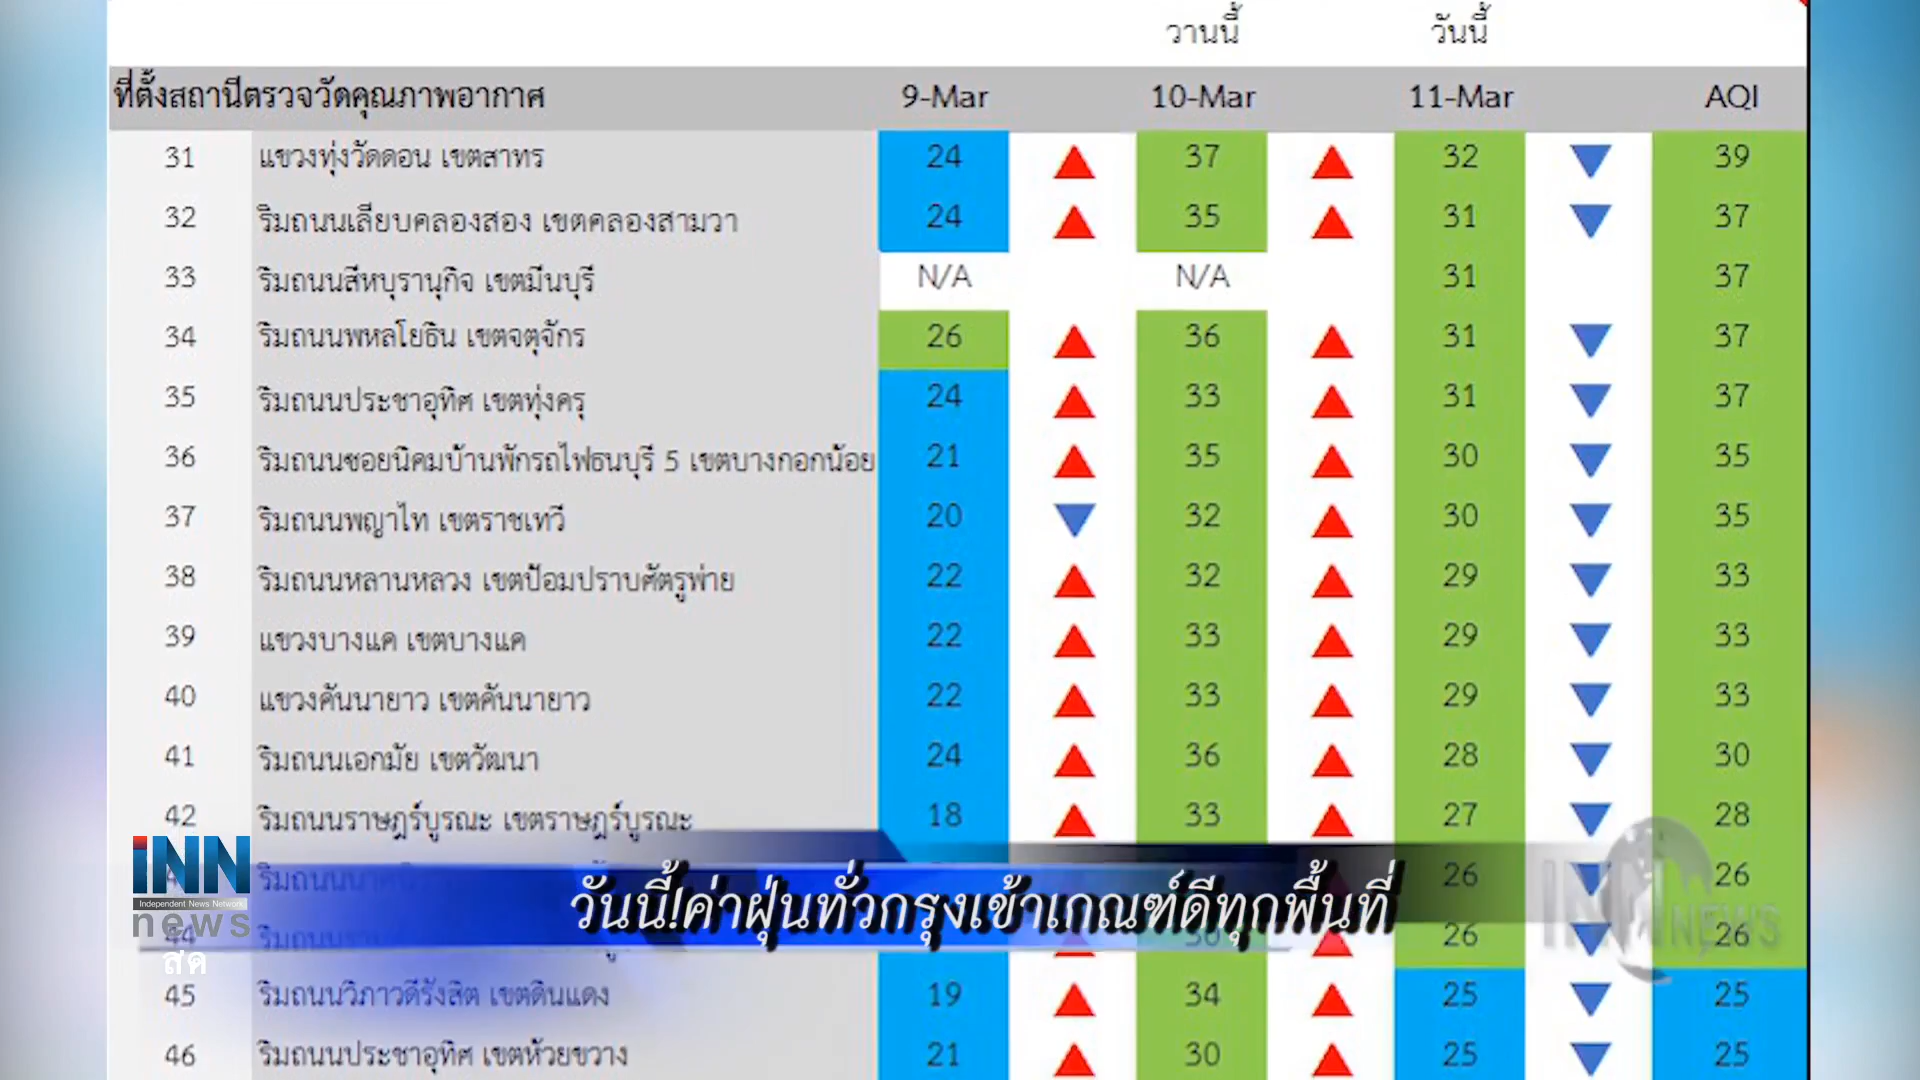 วานนี้ วันนี้
ที่ตั้งสถานีตรวจวัดคุณภาพอากาศ 9-Mar 10-Mar 11-Mar AQI
31 แขวงทุ่งวัดดอน เขตสาทร 24 37 32 39
32 ริมถนนเลียบคลองสอง เขตคลองสามวา 24 35 31 37
33 ริมถนนสีหบุรานุกิจ เขตมีนบุรี N/A N/A 31 37
34 ริมถนนพหลโยธิน เขตจตุจักร 26 36 31 37
35 ริมถนนประชาอุทิศ เขตทุ่งครุ 24 33 31 37
36 ริมถนนซอยนิคมบ้านพักรถไฟธนบุรี 5 เขตบางกอกน้อย 21 35 30 35
37 ริมถนนพญาไท เขตราชเทวี 20 32 30 35
38 ริมถนนหลานหลวง เขตป้อมปราบศัตรูพ่าย 22 32 29 33
39 แขวงบางแค เขตบางแค 22 33 29 33
40 แขวงคันนายาว เขตคันนายาว 22 33 29 33
41 ริมถนนเอกมัย เขตวัฒนา 24 36 28 30
42 ริมถนนราษฎร์บูรณะ เขตราษฎร์บูรณะ 18 33 27 28
26 26
44 26 26
45 ริมถนนวิภาวดีรังสิต เขตดินแดง 19 34 25 25
46 ริมถนนประชาอุทิศ เขตห้วยขวาง 21 30 25 25
iNN
Independent News Network
news
สด
วันนี้!ค่าฝุ่นทั่วกรุงเข้าเกณฑ์ดีทุกพื้นที่
INN NEWS